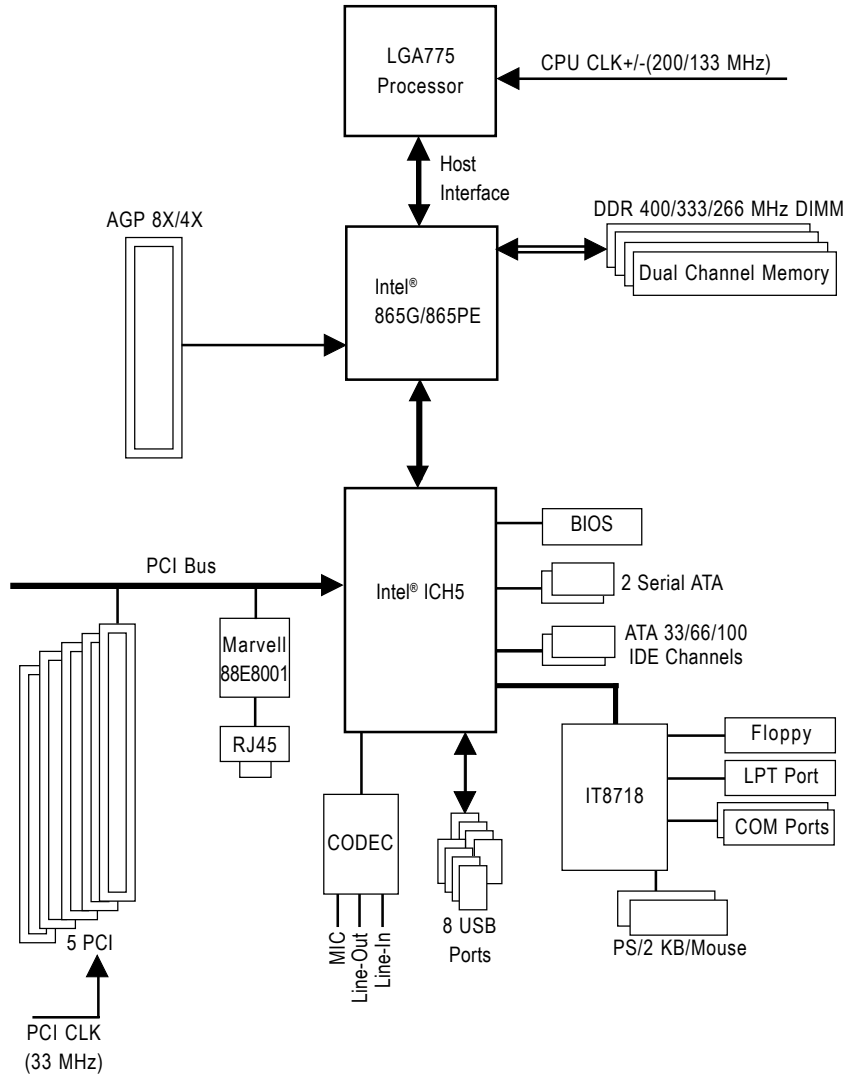 LGA775
Processor
CPU CLK+/-(200/133 MHz)
Host
Interface
AGP 8X/4X
DDR 400/333/266 MHz DIMM
Dual Channel Memory
Intel®
865G/865PE
BIOS
PCI Bus
Intel® ICH5
2 Serial ATA
ATA 33/66/100
IDE Channels
Marvell
88E8001
RJ45
Floppy
IT8718
LPT Port
COM Ports
CODEC
MIC
Line-Out
Line-In
8 USB
Ports
PS/2 KB/Mouse
5 PCI
PCI CLK
(33 MHz)